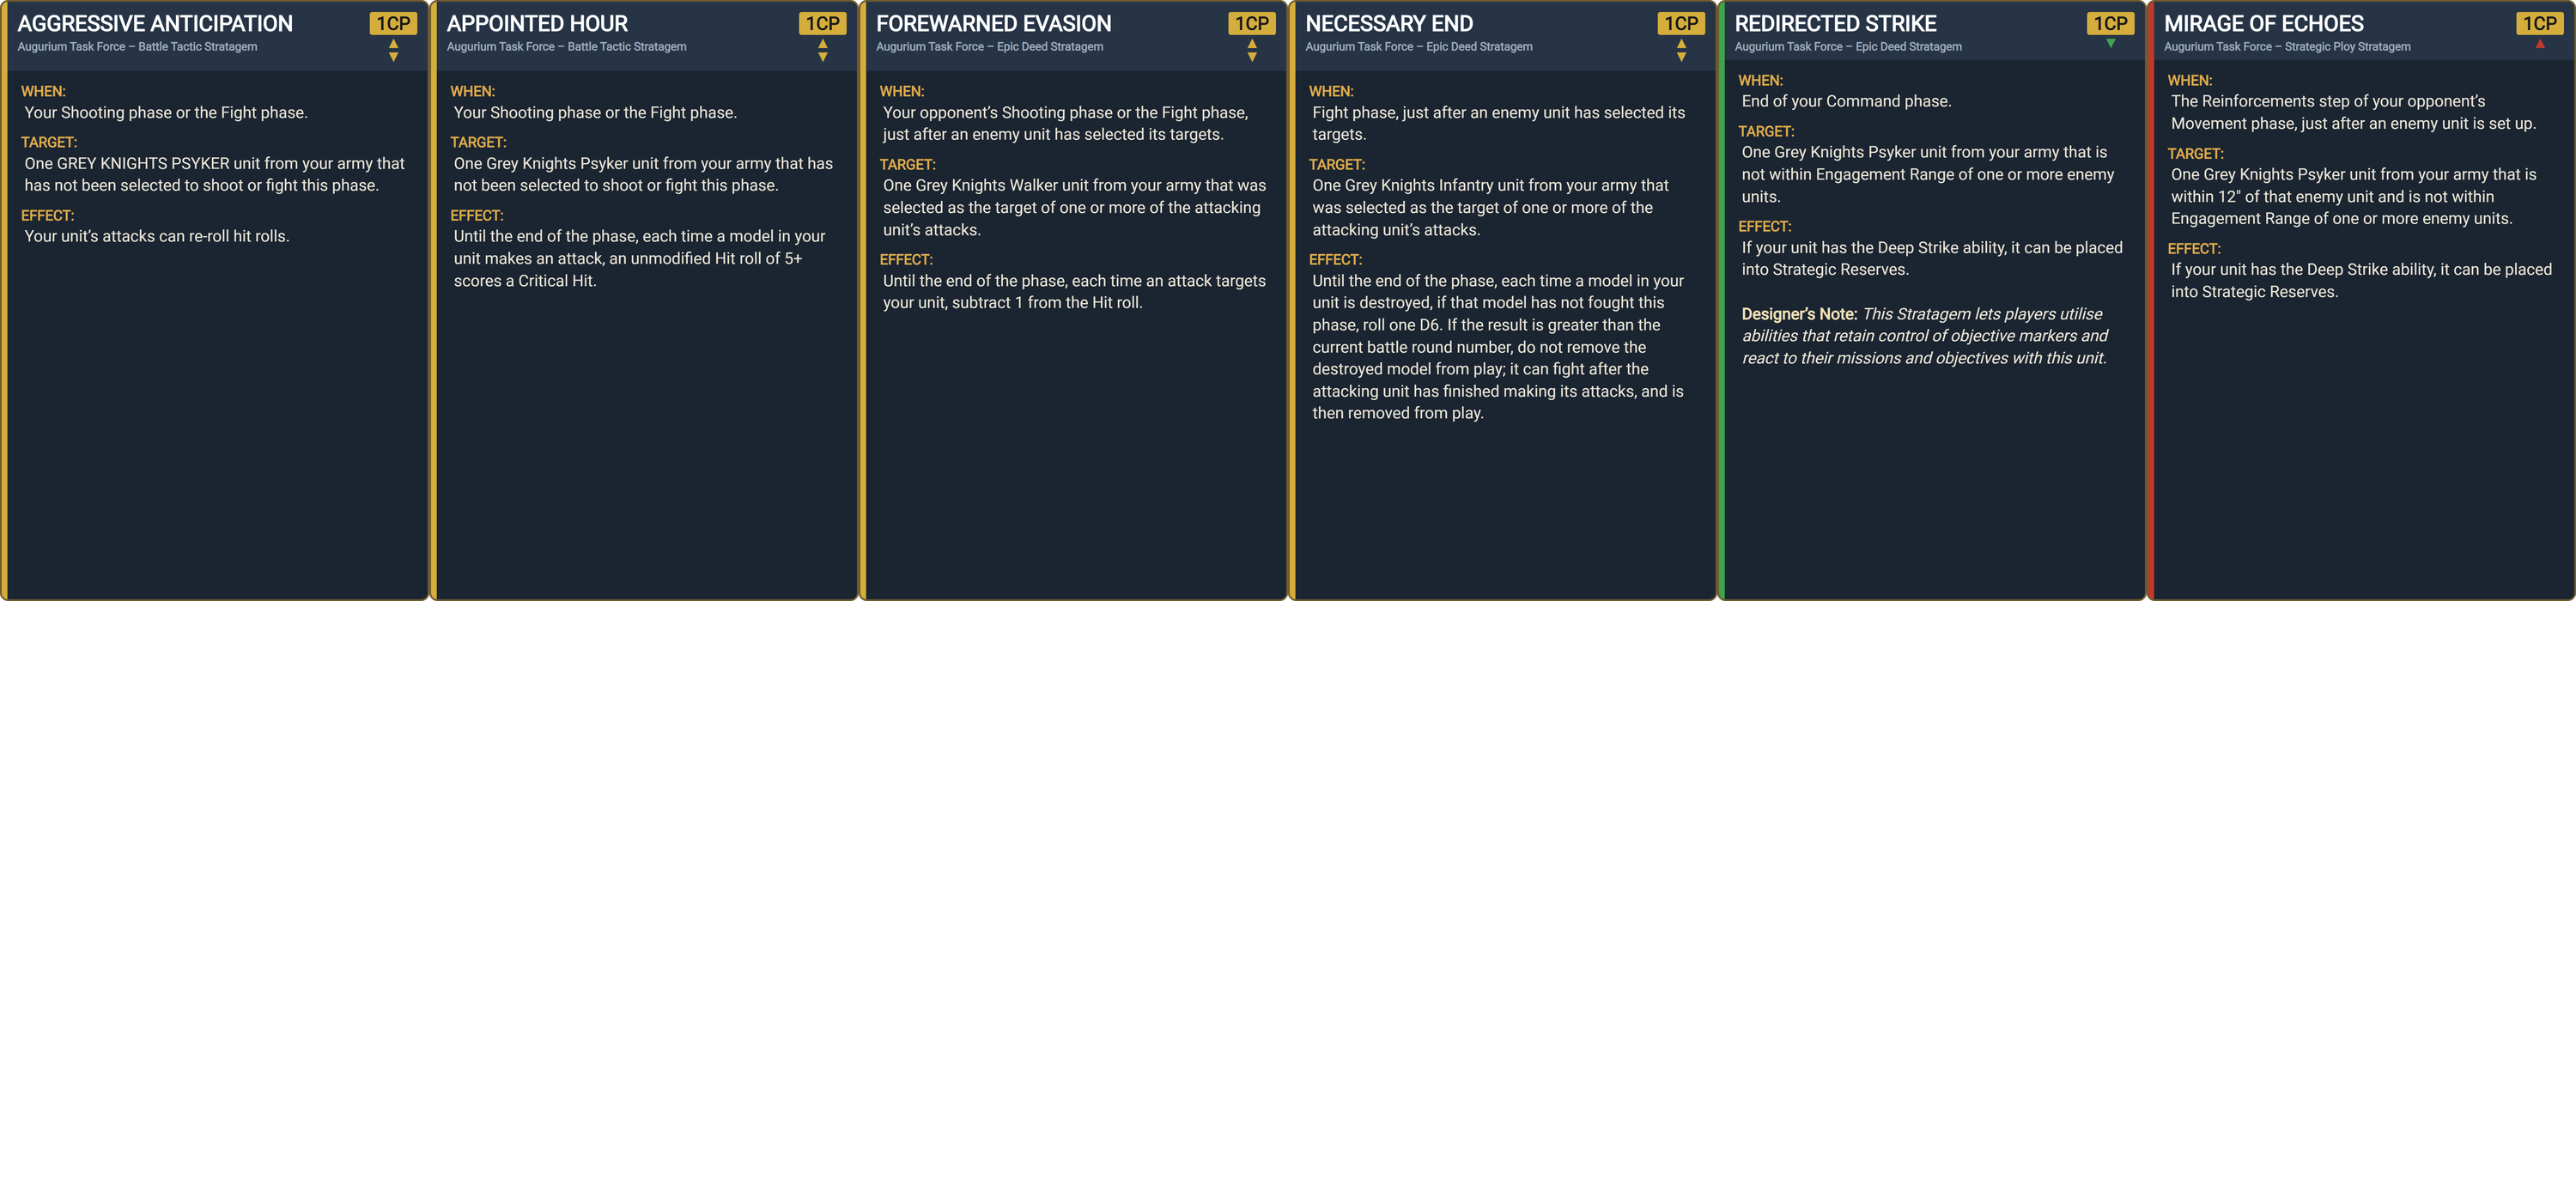 AGGRESSIVE ANTICIPATION
1CP
Augurium Task Force – Battle Tactic Stratagem
WHEN:
Your Shooting phase or the Fight phase.
TARGET:
One GREY KNIGHTS PSYKER unit from your army that
has not been selected to shoot or fight this phase.
EFFECT:
Your unit’s attacks can re-roll hit rolls.
APPOINTED HOUR
1CP
Augurium Task Force – Battle Tactic Stratagem
WHEN:
Your Shooting phase or the Fight phase.
TARGET:
One Grey Knights Psyker unit from your army that has
not been selected to shoot or fight this phase.
EFFECT:
Until the end of the phase, each time a model in your
unit makes an attack, an unmodified Hit roll of 5+
scores a Critical Hit.
FOREWARNED EVASION
1CP
Augurium Task Force – Epic Deed Stratagem
WHEN:
Your opponent’s Shooting phase or the Fight phase,
just after an enemy unit has selected its targets.
TARGET:
One Grey Knights Walker unit from your army that was
selected as the target of one or more of the attacking
unit’s attacks.
EFFECT:
Until the end of the phase, each time an attack targets
your unit, subtract 1 from the Hit roll.
NECESSARY END
1CP
Augurium Task Force – Epic Deed Stratagem
WHEN:
Fight phase, just after an enemy unit has selected its
targets.
TARGET:
One Grey Knights Infantry unit from your army that
was selected as the target of one or more of the
attacking unit’s attacks.
EFFECT:
Until the end of the phase, each time a model in your
unit is destroyed, if that model has not fought this
phase, roll one D6. If the result is greater than the
current battle round number, do not remove the
destroyed model from play; it can fight after the
attacking unit has finished making its attacks, and is
then removed from play.
REDIRECTED STRIKE
1CP
Augurium Task Force – Epic Deed Stratagem
WHEN:
End of your Command phase.
TARGET:
One Grey Knights Psyker unit from your army that is
not within Engagement Range of one or more enemy
units.
EFFECT:
If your unit has the Deep Strike ability, it can be placed
into Strategic Reserves.
Designer’s Note: This Stratagem lets players utilise
abilities that retain control of objective markers and
react to their missions and objectives with this unit.
MIRAGE OF ECHOES
1CP
Augurium Task Force – Strategic Ploy Stratagem
WHEN:
The Reinforcements step of your opponent’s
Movement phase, just after an enemy unit is set up.
TARGET:
One Grey Knights Psyker unit from your army that is
within 12" of that enemy unit and is not within
Engagement Range of one or more enemy units.
EFFECT:
If your unit has the Deep Strike ability, it can be placed
into Strategic Reserves.